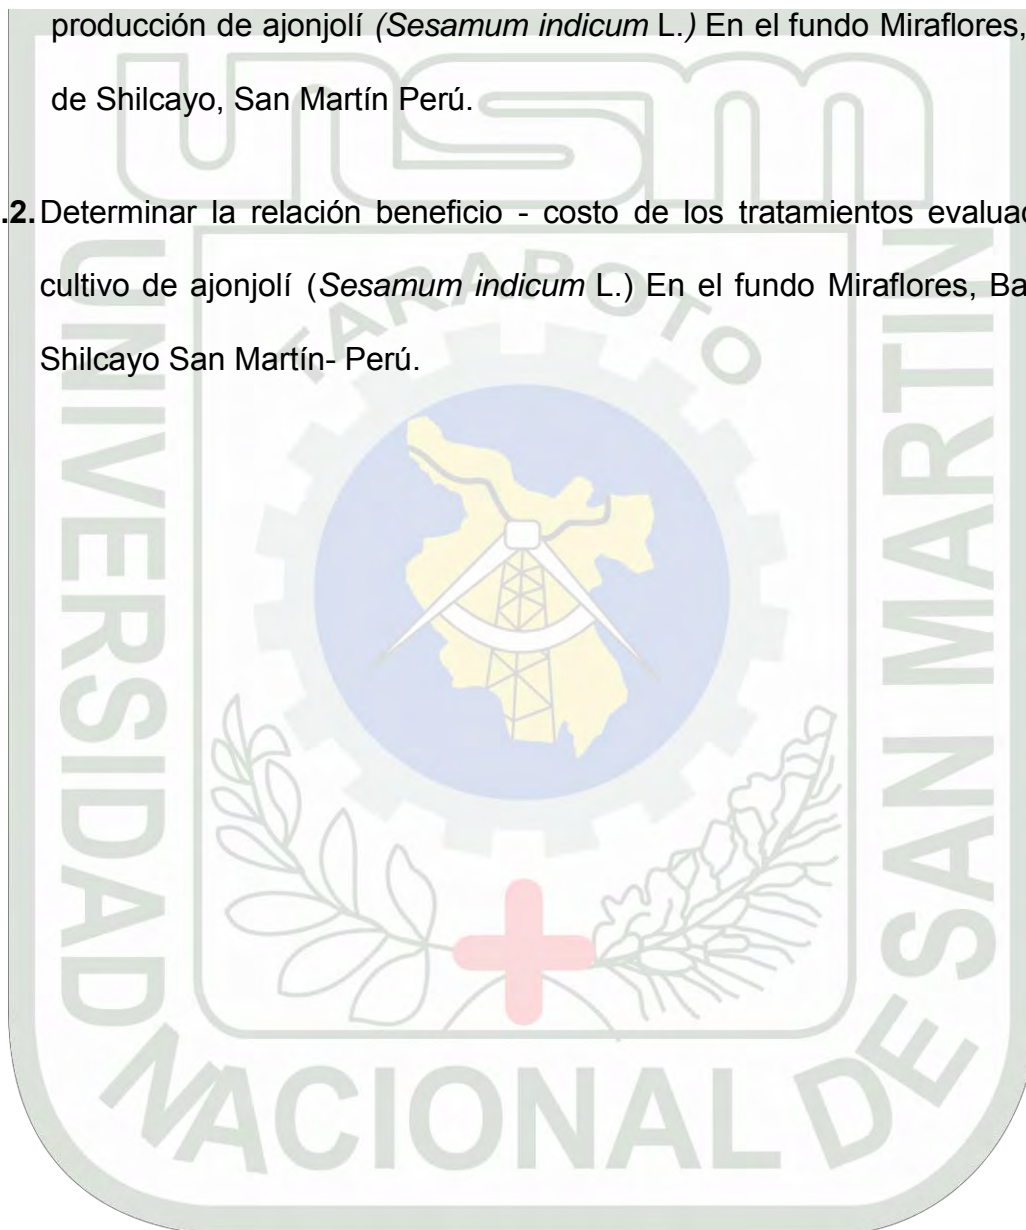 producción de ajonjolí (Sesamum indicum L.) En el fundo Miraflores,
de Shilcayo, San Martín Perú.
.2. Determinar la relación beneficio - costo de los tratamientos
cultivo de ajonjolí (Sesamum indicum L.) En el fundo Miraflores,
Shilcayo San Martín- Perú.
unsm
UNIVERSIDAD NACIONAL DE SAN MARTIN
TARAPOTO